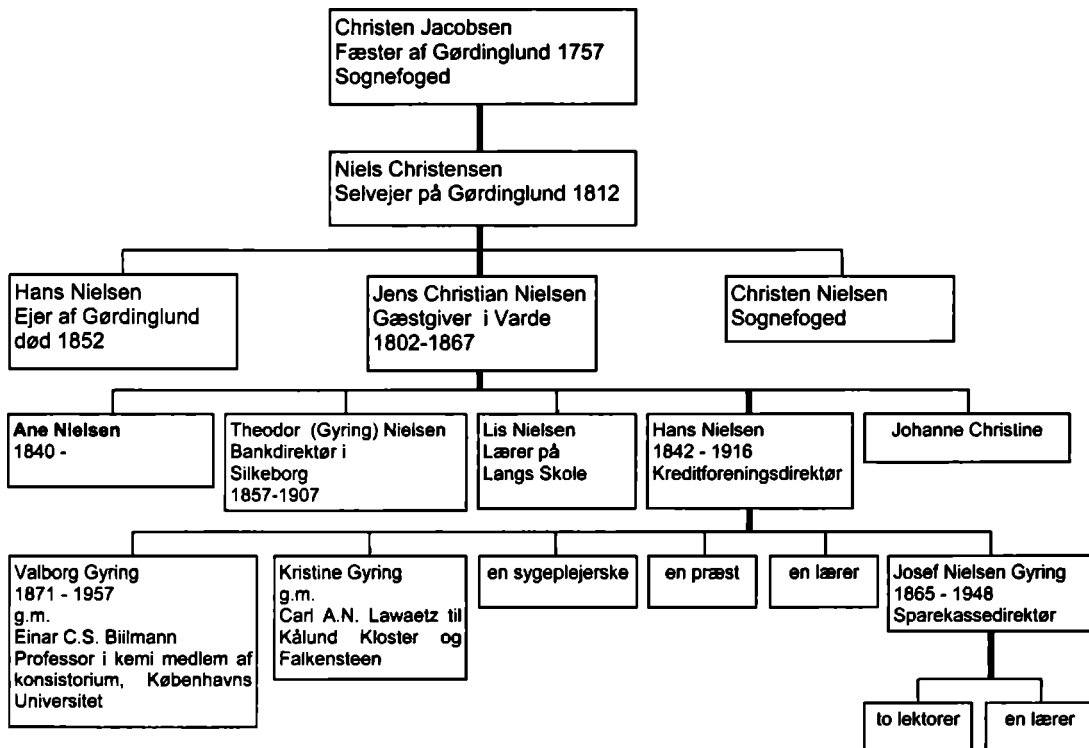 Christen Jacobsen
Fæster af Gørdinglund 1757
Sognefoged
Niels Christensen
Selvejer på Gørdinglund 1812
Hans Nielsen
Ejer af Gørdinglund
død 1852
Jens Christian Nielsen
Gæstgiver i Varde
1802-1867
Christen Nielsen
Sognefoged
Ane Nielsen
1840 -
Theodor (Gyring) Nielsen
Bankdirektør i
Silkeborg
1857-1907
Lis Nielsen
Lærer på
Langs Skole
Hans Nielsen
1842 - 1916
Kreditforeningsdirektør
Johanne Christine
Valborg Gyring
1871 - 1957
g.m.
Einar C.S. Biilmann
Professor i kemi medlem af
konsistorium, Københavns
Universitet
Kristine Gyring
g.m.
Carl A.N. Lawaetz til
Kålund Kloster og
Falkensteen
en sygeplejerske
en præst
en lærer
Josef Nielsen Gyring
1865 - 1948
Sparekassedirektør
to lektorer
en lærer